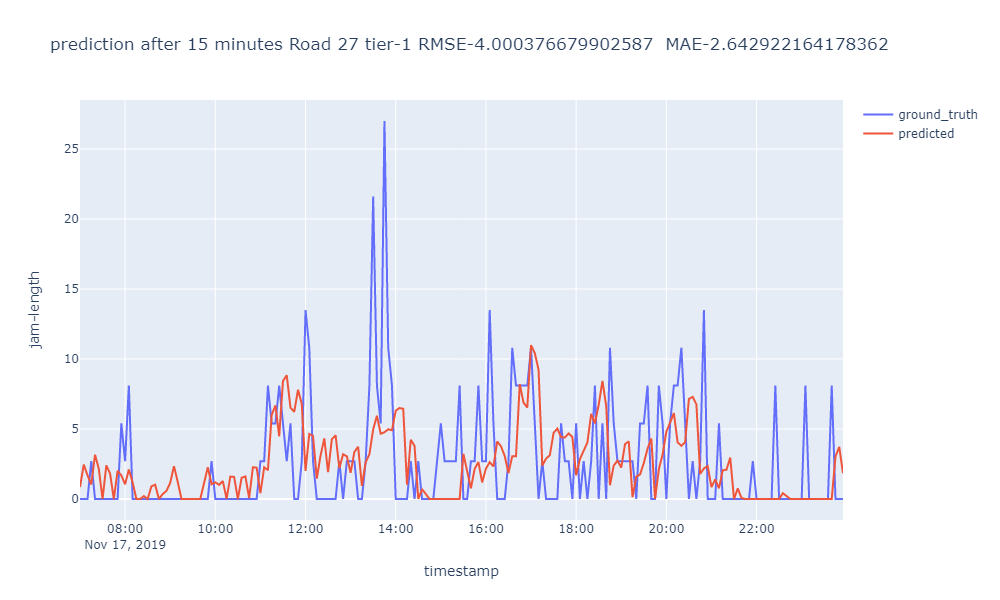 prediction after 15 minutes Road 27 tier-1 RMSE-4.000376679902587  MAE-2.642922164178362
ground_truth
predicted
25
20
15
10
5
0
jam-length
08:00 10:00 12:00 14:00 16:00 18:00 20:00 22:00
Nov 17, 2019
timestamp